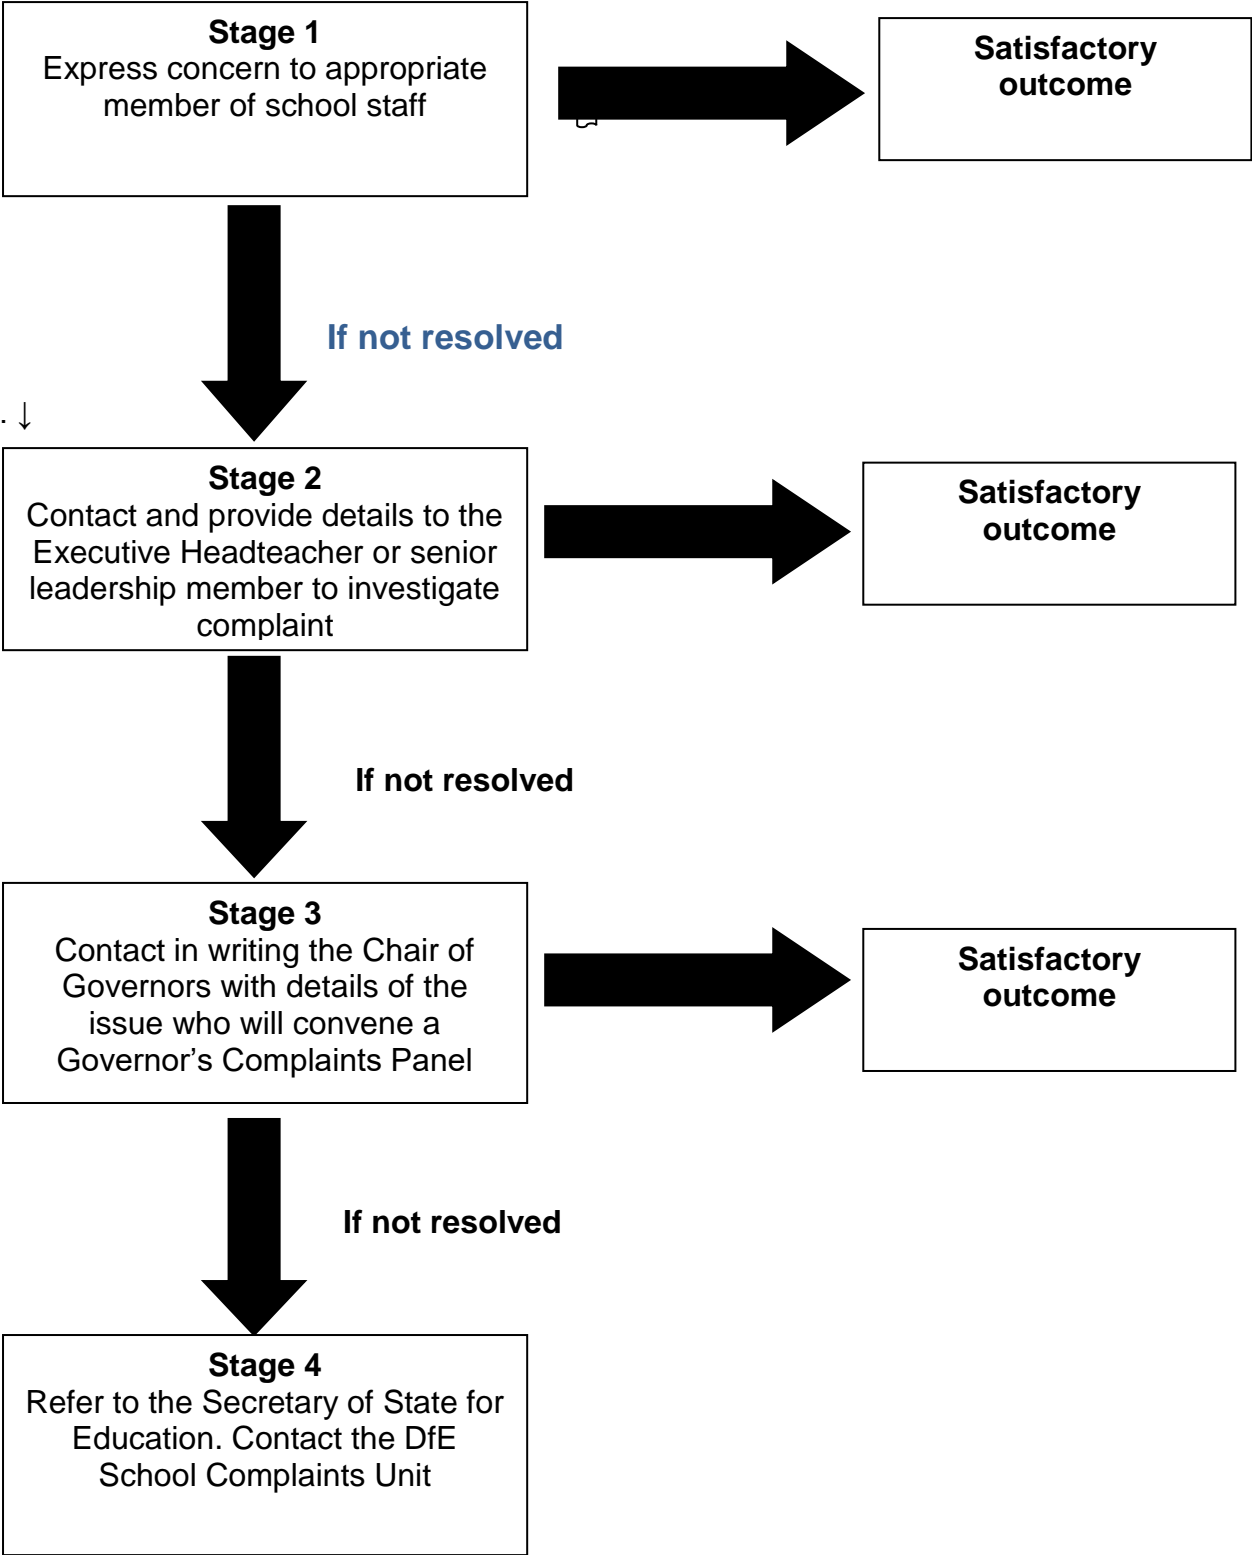 Stage 1
Express concern to appropriate
member of school staff
Satisfactory
outcome
If not resolved
. ↓
Stage 2
Contact and provide details to the
Executive Headteacher or senior
leadership member to investigate
complaint
Satisfactory
outcome
If not resolved
Stage 3
Contact in writing the Chair of
Governors with details of the
issue who will convene a
Governor’s Complaints Panel
Satisfactory
outcome
If not resolved
Stage 4
Refer to the Secretary of State for
Education. Contact the DfE
School Complaints Unit